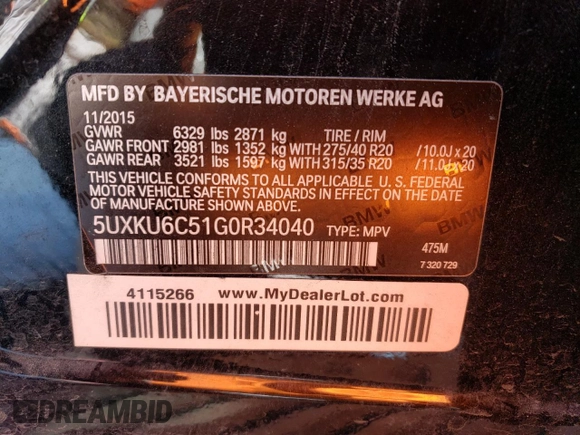 MFD BY BAYERISCHE MOTOREN WERKE AG
11/2015
GVWR 6329 lbs 2871 kg TIRE / RIM
GAWR FRONT 2981 lbs 1352 kg WITH 275/40 R20 /10.0J x 20
GAWR REAR 3521 lbs 1597 kg WITH 315/35 R20 /11.0J x 20
THIS VEHICLE CONFORMS TO ALL APPLICABLE U. S. FEDERAL
MOTOR VEHICLE SAFETY STANDARDS IN EFFECT ON THE DATE
OF MANUFACTURE SHOWN ABOVE.
5UXKU6C51G0R34040 TYPE: MPV
475M
7 320 729
4115266 www.MyDealerLot.com
DREAMBID